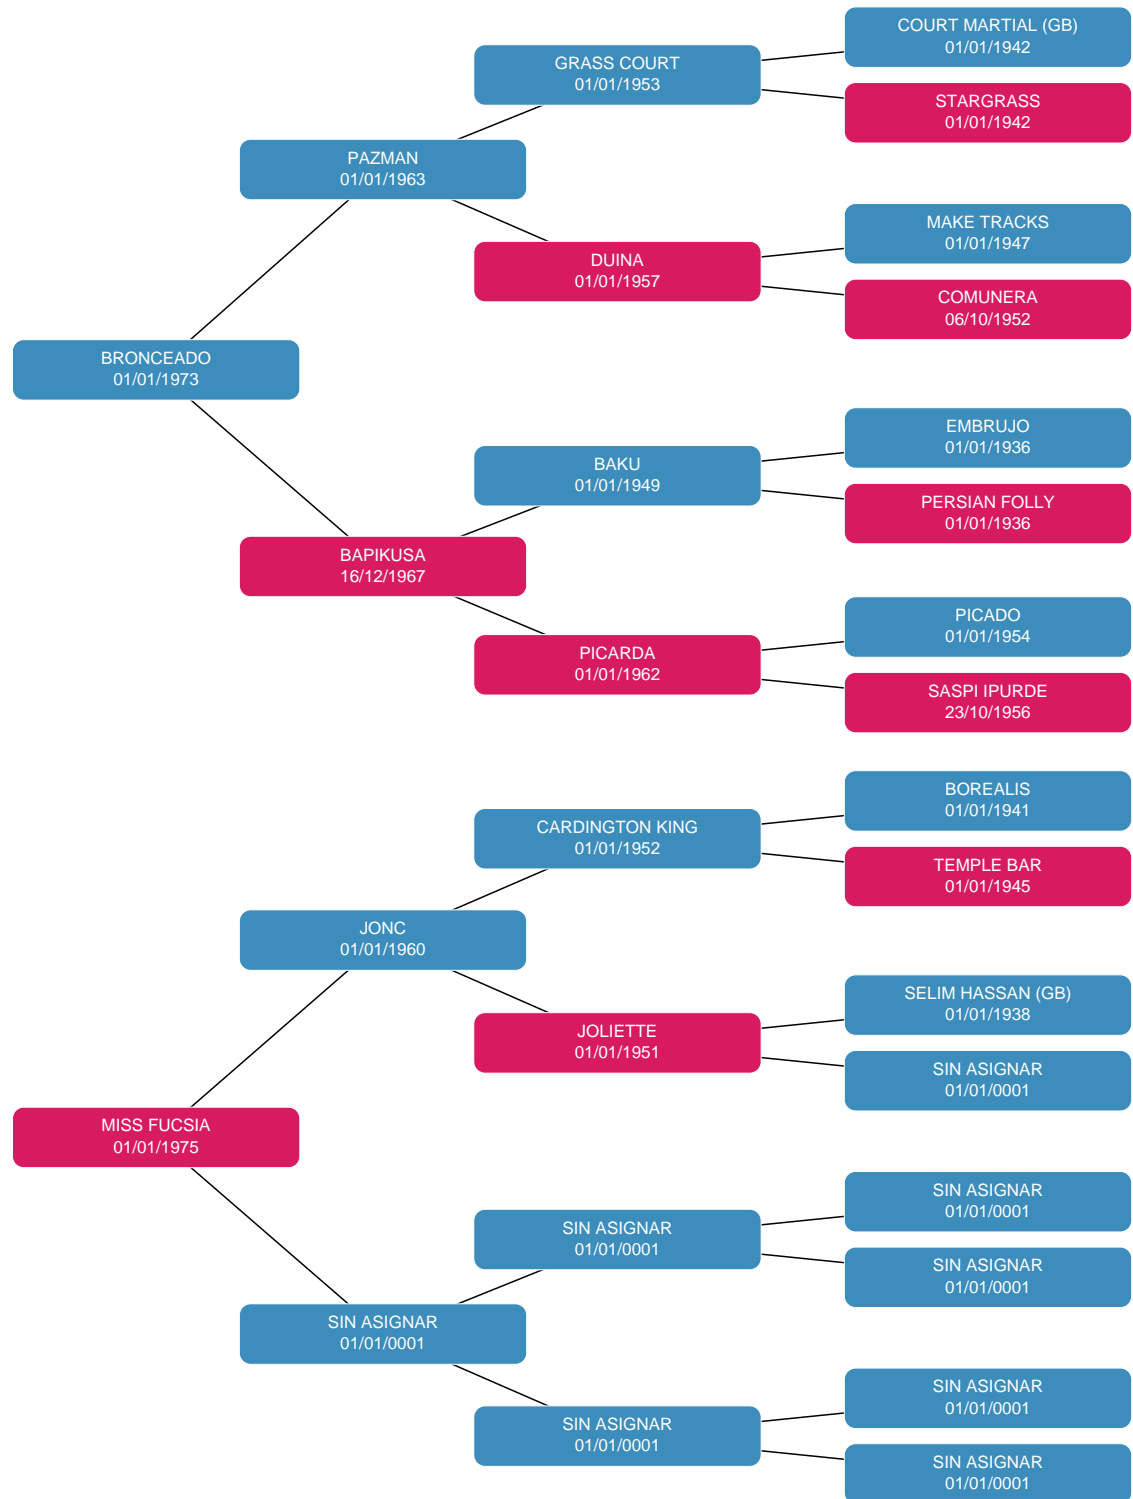 COURT MARTIAL (GB)
01/01/1942
GRASS COURT
01/01/1953
STARGRASS
01/01/1942
PAZMAN
01/01/1963
MAKE TRACKS
01/01/1947
DUINA
01/01/1957
COMUNERA
06/10/1952
BRONCEADO
01/01/1973
EMBRUJO
01/01/1936
BAKU
01/01/1949
PERSIAN FOLLY
01/01/1936
BAPIKUSA
16/12/1967
PICADO
01/01/1954
PICARDA
01/01/1962
SASPI IPURDE
23/10/1956
BOREALIS
01/01/1941
CARDINGTON KING
01/01/1952
TEMPLE BAR
01/01/1945
JONC
01/01/1960
SELIM HASSAN (GB)
01/01/1938
JOLIETTE
01/01/1951
SIN ASIGNAR
01/01/0001
MISS FUCSIA
01/01/1975
SIN ASIGNAR
01/01/0001
SIN ASIGNAR
01/01/0001
SIN ASIGNAR
01/01/0001
SIN ASIGNAR
01/01/0001
SIN ASIGNAR
01/01/0001
SIN ASIGNAR
01/01/0001
SIN ASIGNAR
01/01/0001